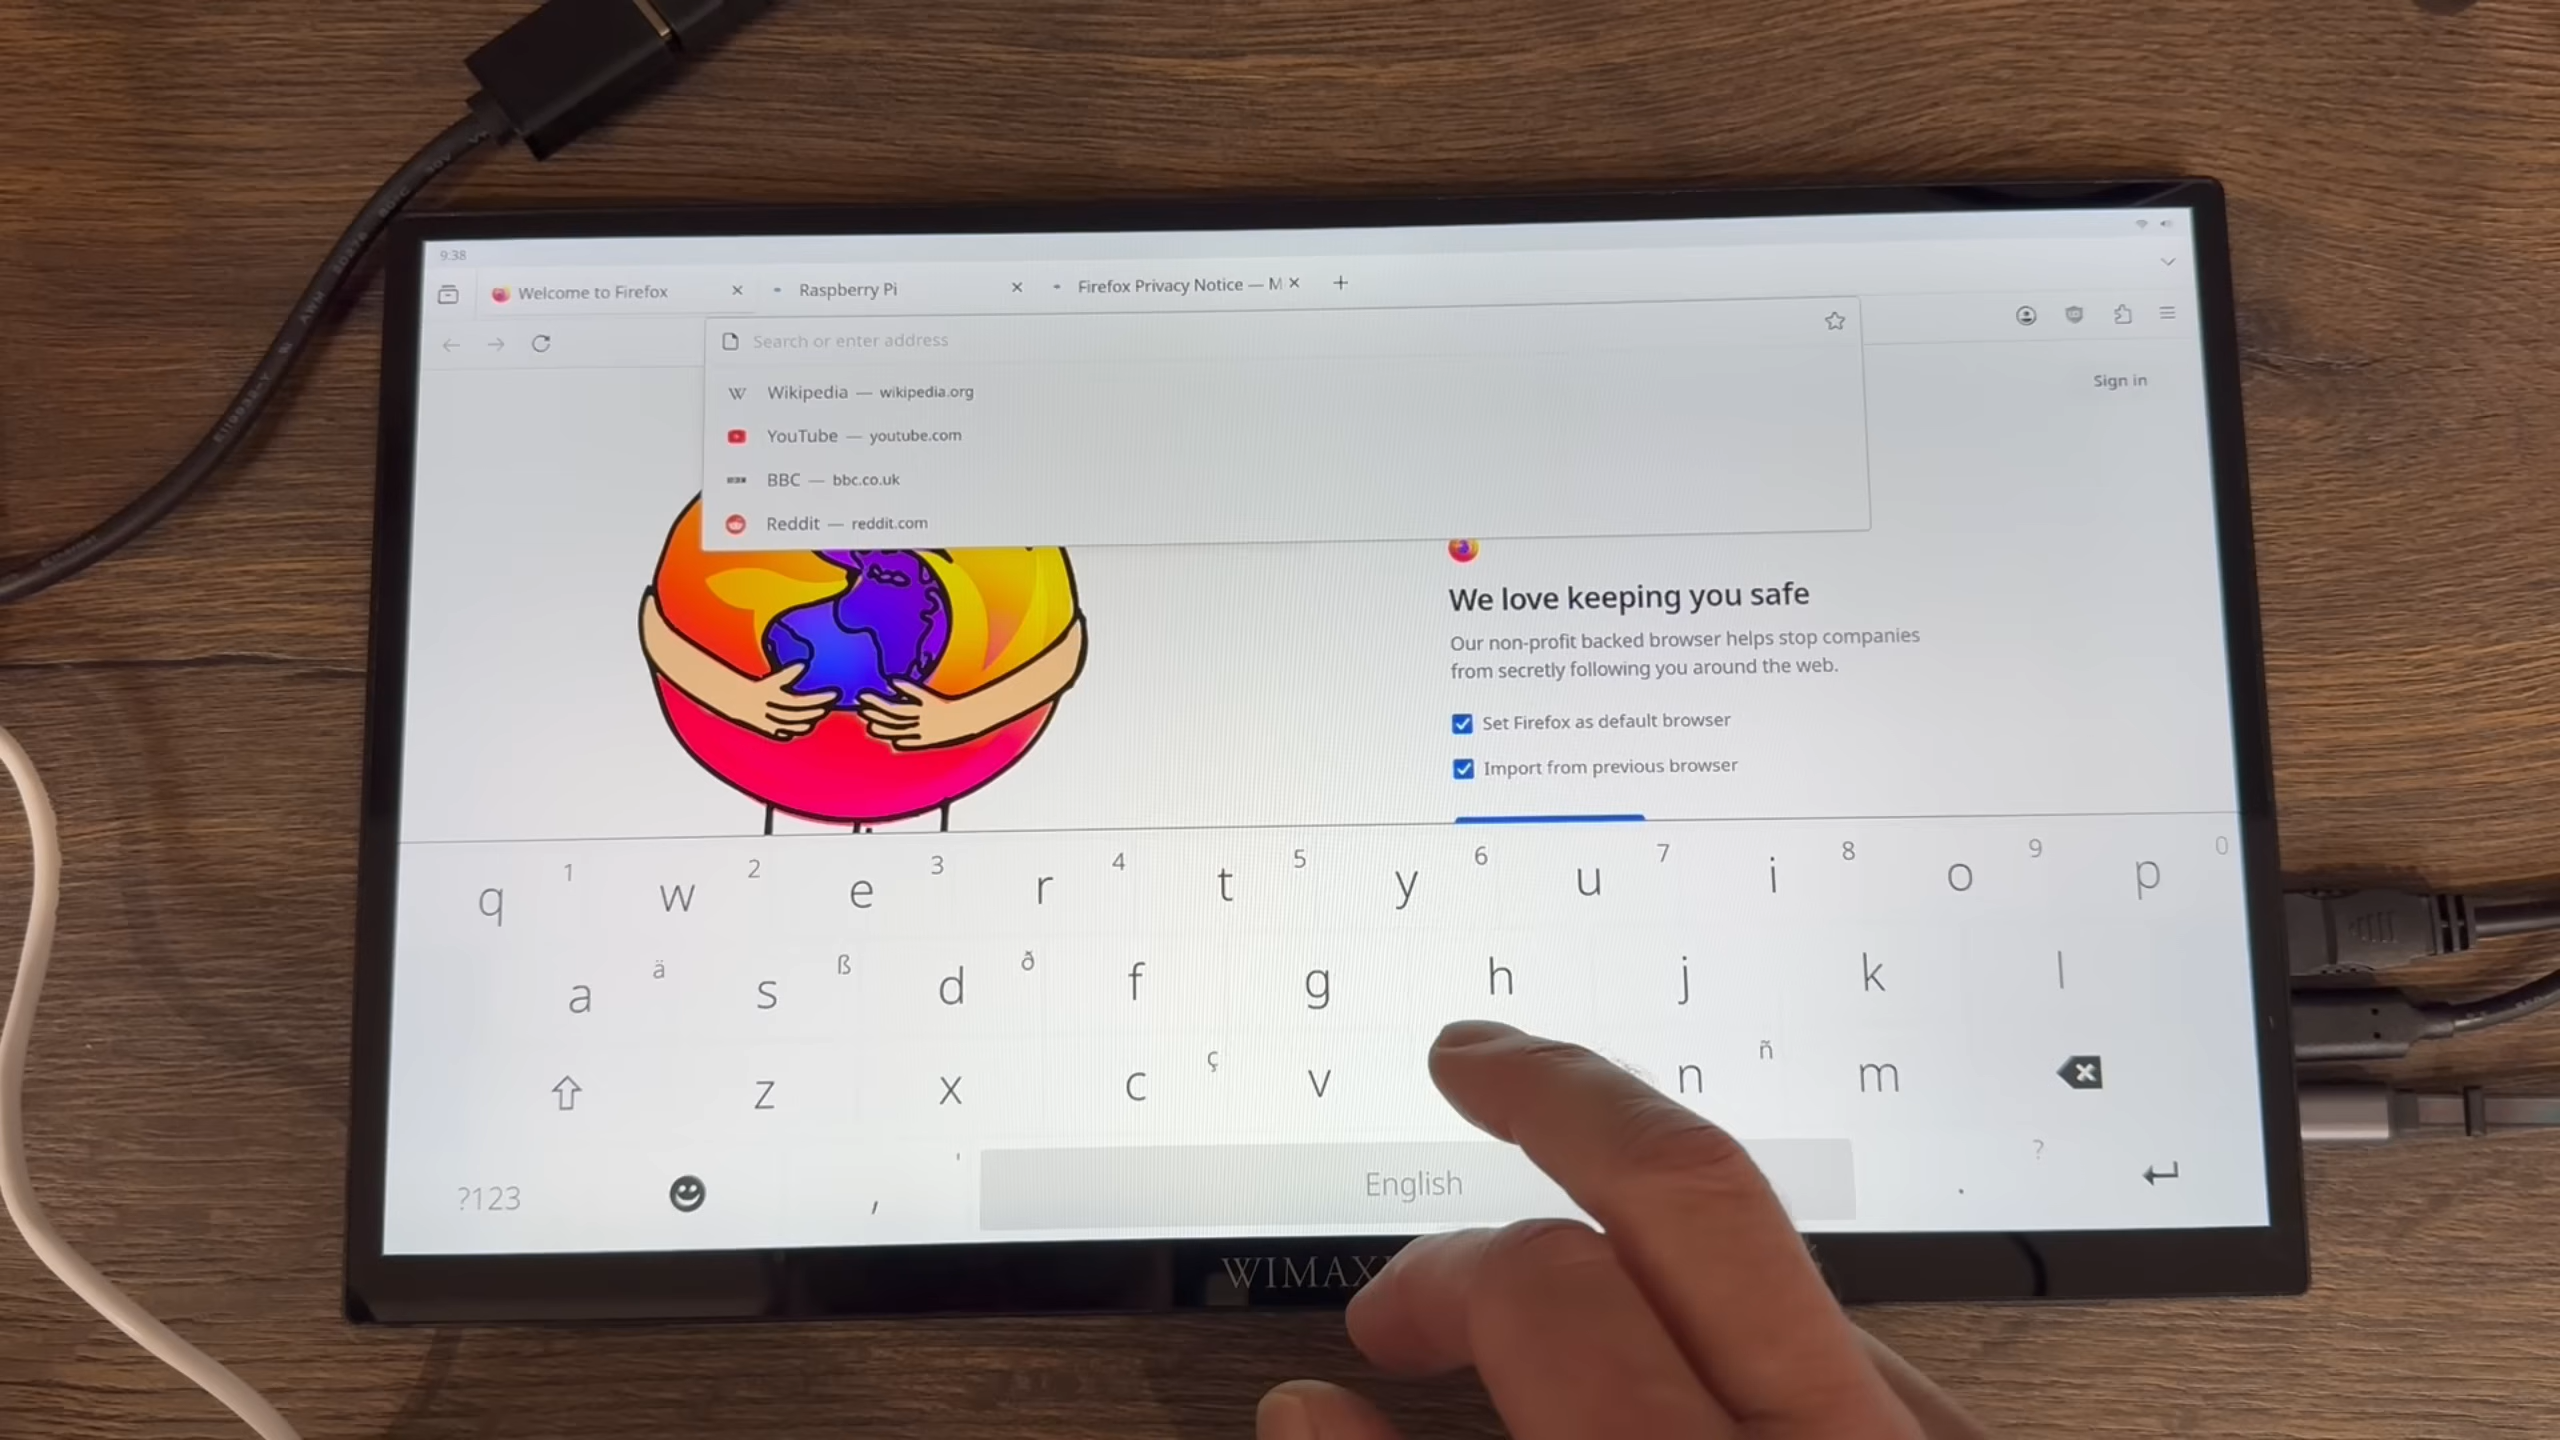 9:38
Welcome to Firefox
Raspberry Pi
Firefox Privacy Notice — M
Search or enter address
Wikipedia — wikipedia.org
YouTube — youtube.com
BBC — bbc.co.uk
Reddit — reddit.com
Sign in
We love keeping you safe
Our non-profit backed browser helps stop companies
from secretly following you around the web.
Set Firefox as default browser
Import from previous browser
q 1 w 2 e 3 r 4 t 5 y 6 u 7 i 8 o 9 p 0
a ä s ß d ð f g h j k l
z x c ç v n ñ m
?123 , ' English . ?